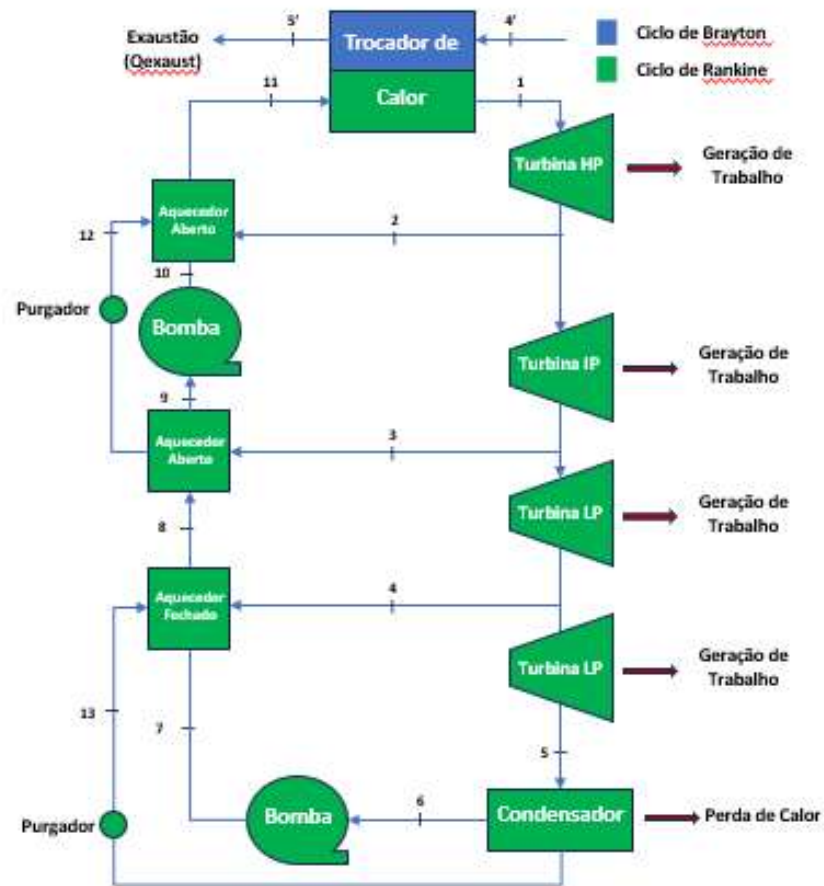 5'
4'
Exaustão
(Qexaust)
Trocador de
Calor
Ciclo de Brayton
Ciclo de Rankine
11
1
Turbina HP
Geração de
Trabalho
Aquecedor
Aberto
12
2
10
Purgador
Bomba
Turbina IP
Geração de
Trabalho
9
3
Aquecedor
Aberto
Turbina LP
Geração de
Trabalho
8
Aquecedor
Fechado
4
Turbina LP
Geração de
Trabalho
13
7
5
Purgador
Bomba
6
Condensador
Perda de Calor